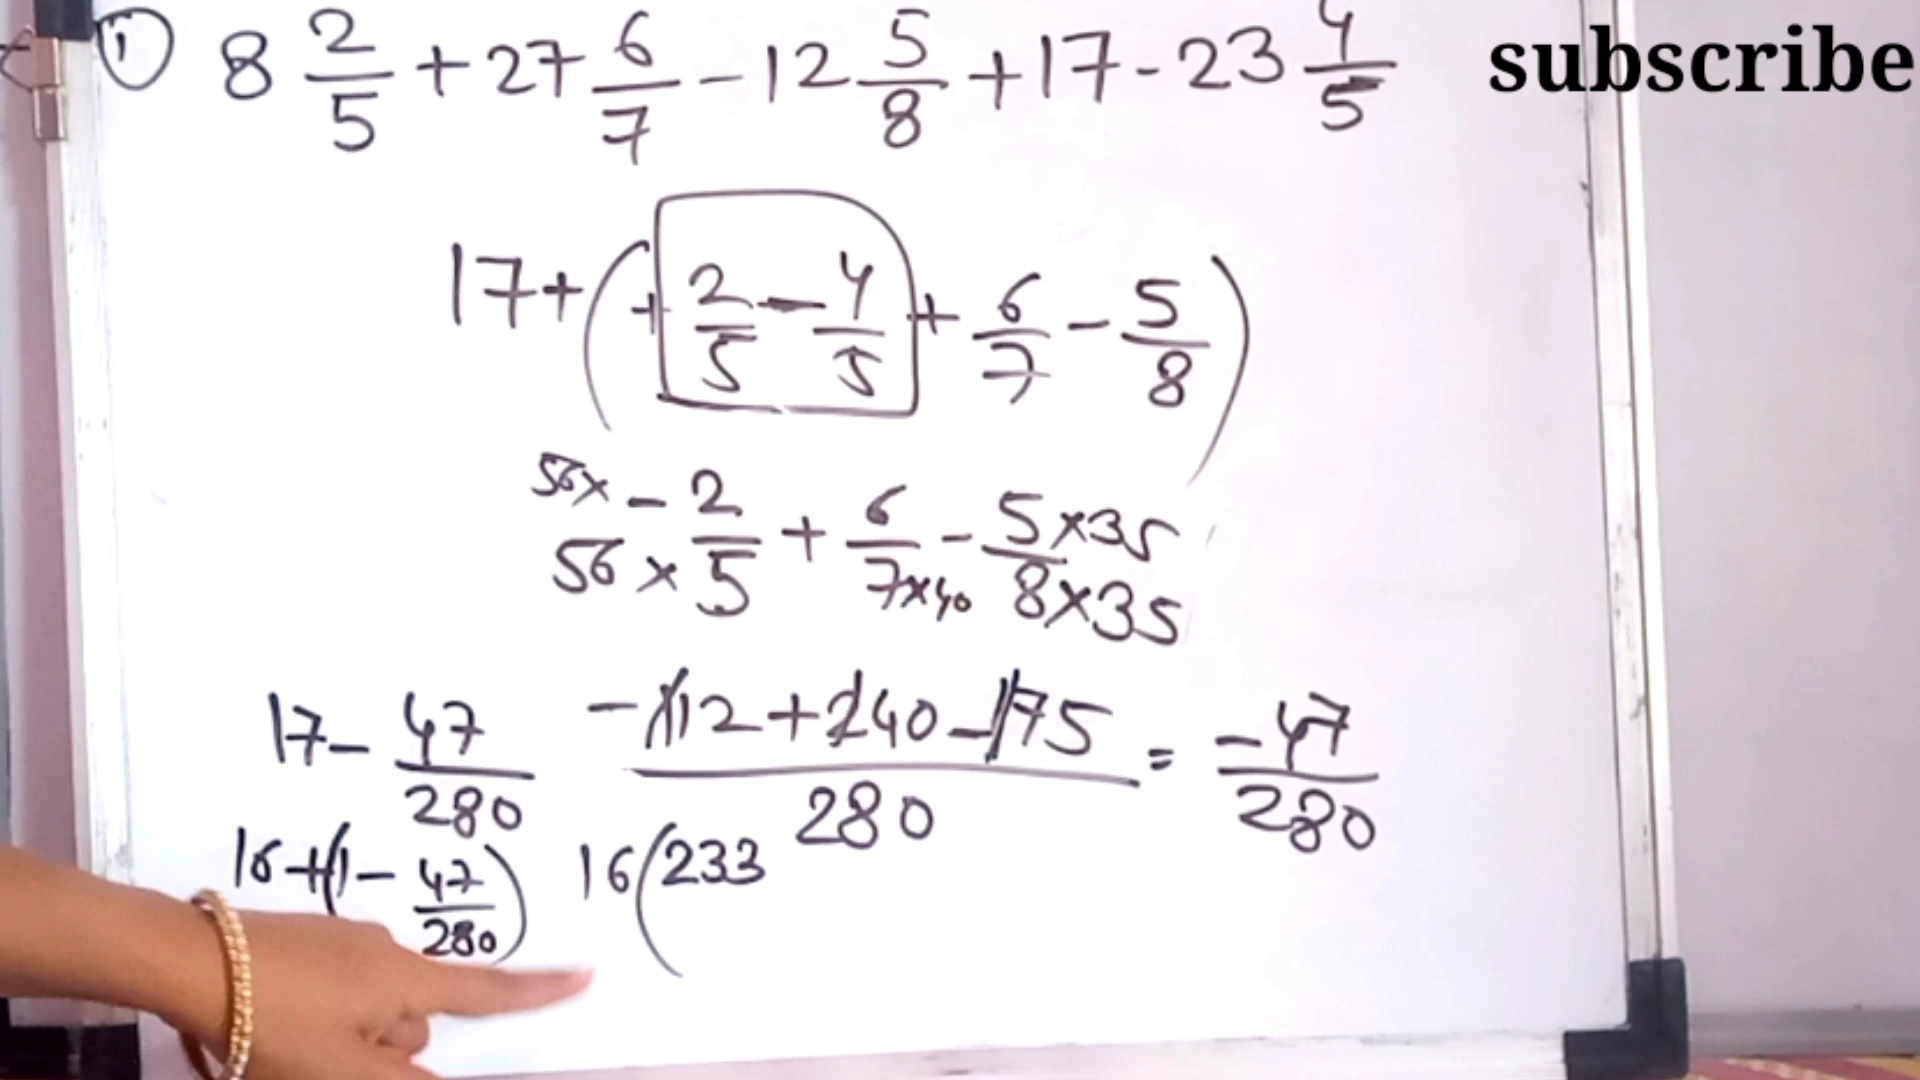 ① 8 2/5 + 27 6/7 - 12 5/8 + 17 - 23 4/5
subscribe
17 + ( + 2/5 - 4/5 + 6/7 - 5/8 )
56× - 2 / 56 × 5 + 6 / 7×40 - 5×35 / 8×35
17 - 47/280
-112 + 240 - 175 / 280 = -47/280
16 + (1 - 47/280) 16 ( 233